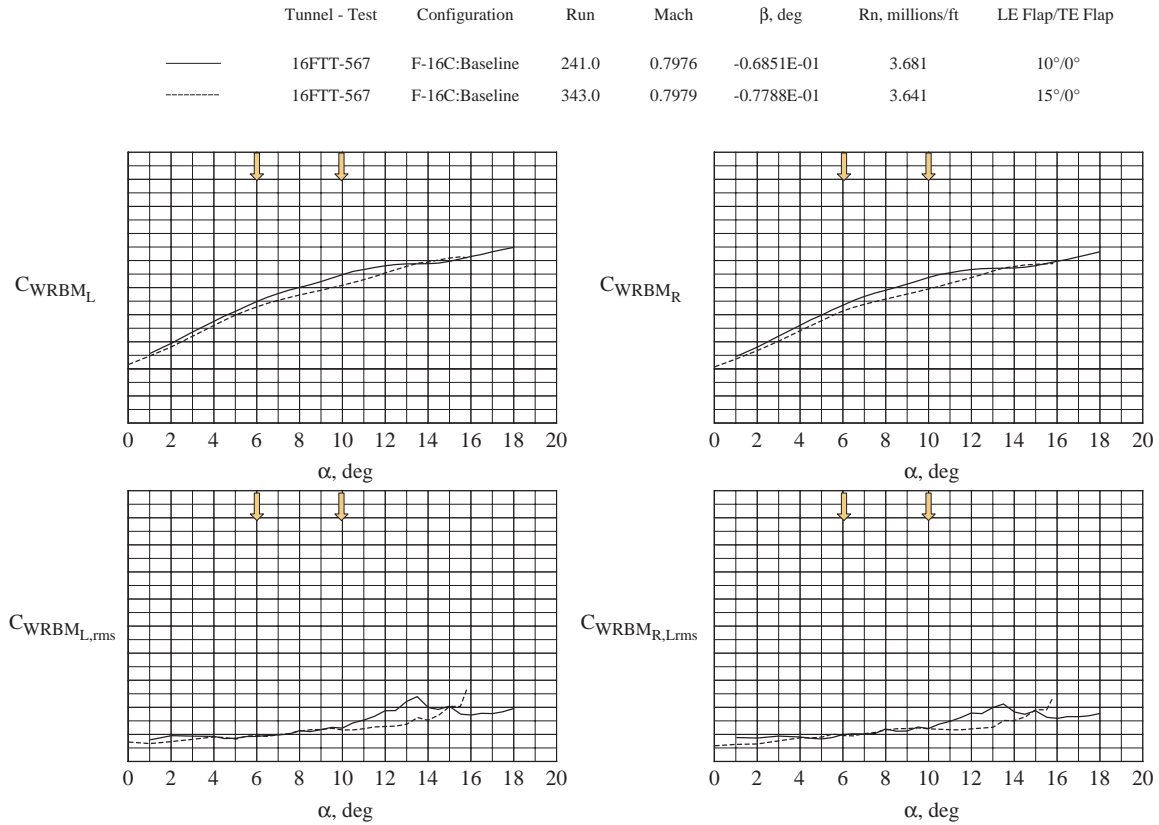 Tunnel - Test Configuration Run Mach β, deg Rn, millions/ft LE Flap/TE Flap
16FTT-567 F-16C:Baseline 241.0 0.7976 -0.6851E-01 3.681 10°/0°
16FTT-567 F-16C:Baseline 343.0 0.7979 -0.7788E-01 3.641 15°/0°
CWRBML
0 2 4 6 8 10 12 14 16 18 20
α, deg
CWRBMR
0 2 4 6 8 10 12 14 16 18 20
α, deg
CWRBML,rms
0 2 4 6 8 10 12 14 16 18 20
α, deg
CWRBMR,Lrms
0 2 4 6 8 10 12 14 16 18 20
α, deg